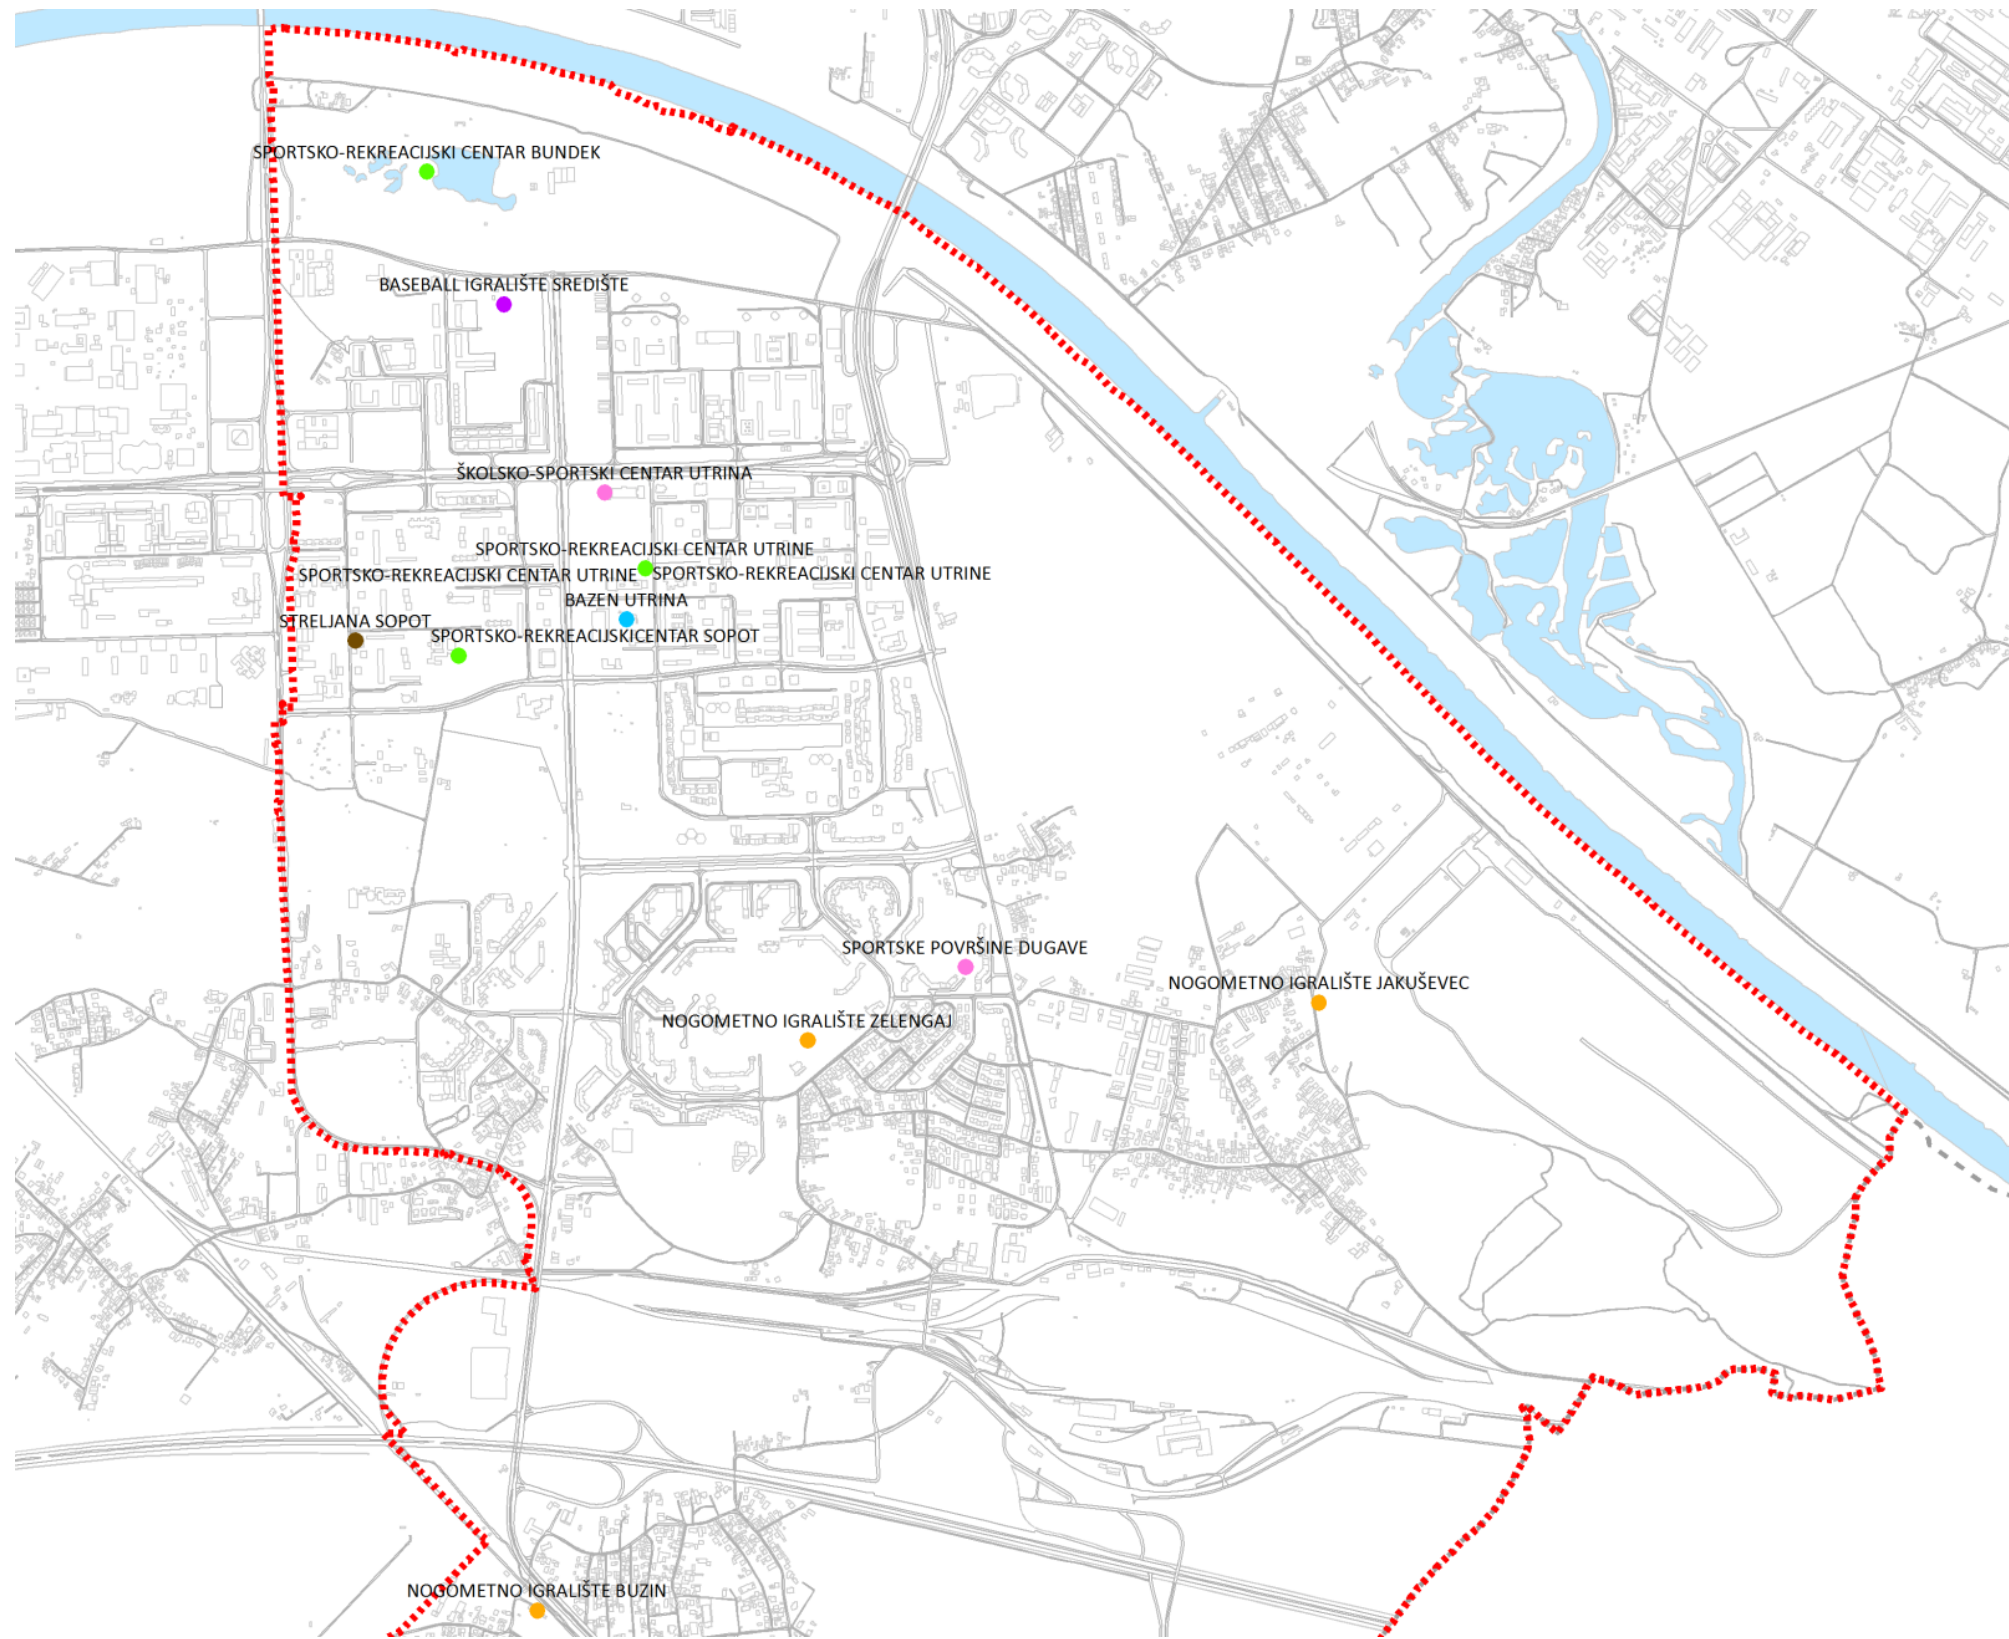 SPORTSKO-REKREACIJSKI CENTAR BUNDEK
BASEBALL IGRALIŠTE SREDIŠTE
ŠKOLSKO-SPORTSKI CENTAR UTRINA
SPORTSKO-REKREACIJSKI CENTAR UTRINE
SPORTSKO-REKREACIJSKI CENTAR UTRINE
SPORTSKO-REKREACIJSKI CENTAR UTRINE
BAZEN UTRINA
STRELJANA SOPOT
SPORTSKO-REKREACIJSKICENTAR SOPOT
SPORTSKE POVRŠINE DUGAVE
NOGOMETNO IGRALIŠTE JAKUŠEVEC
NOGOMETNO IGRALIŠTE ZELENGAJ
NOGOMETNO IGRALIŠTE BUZIN